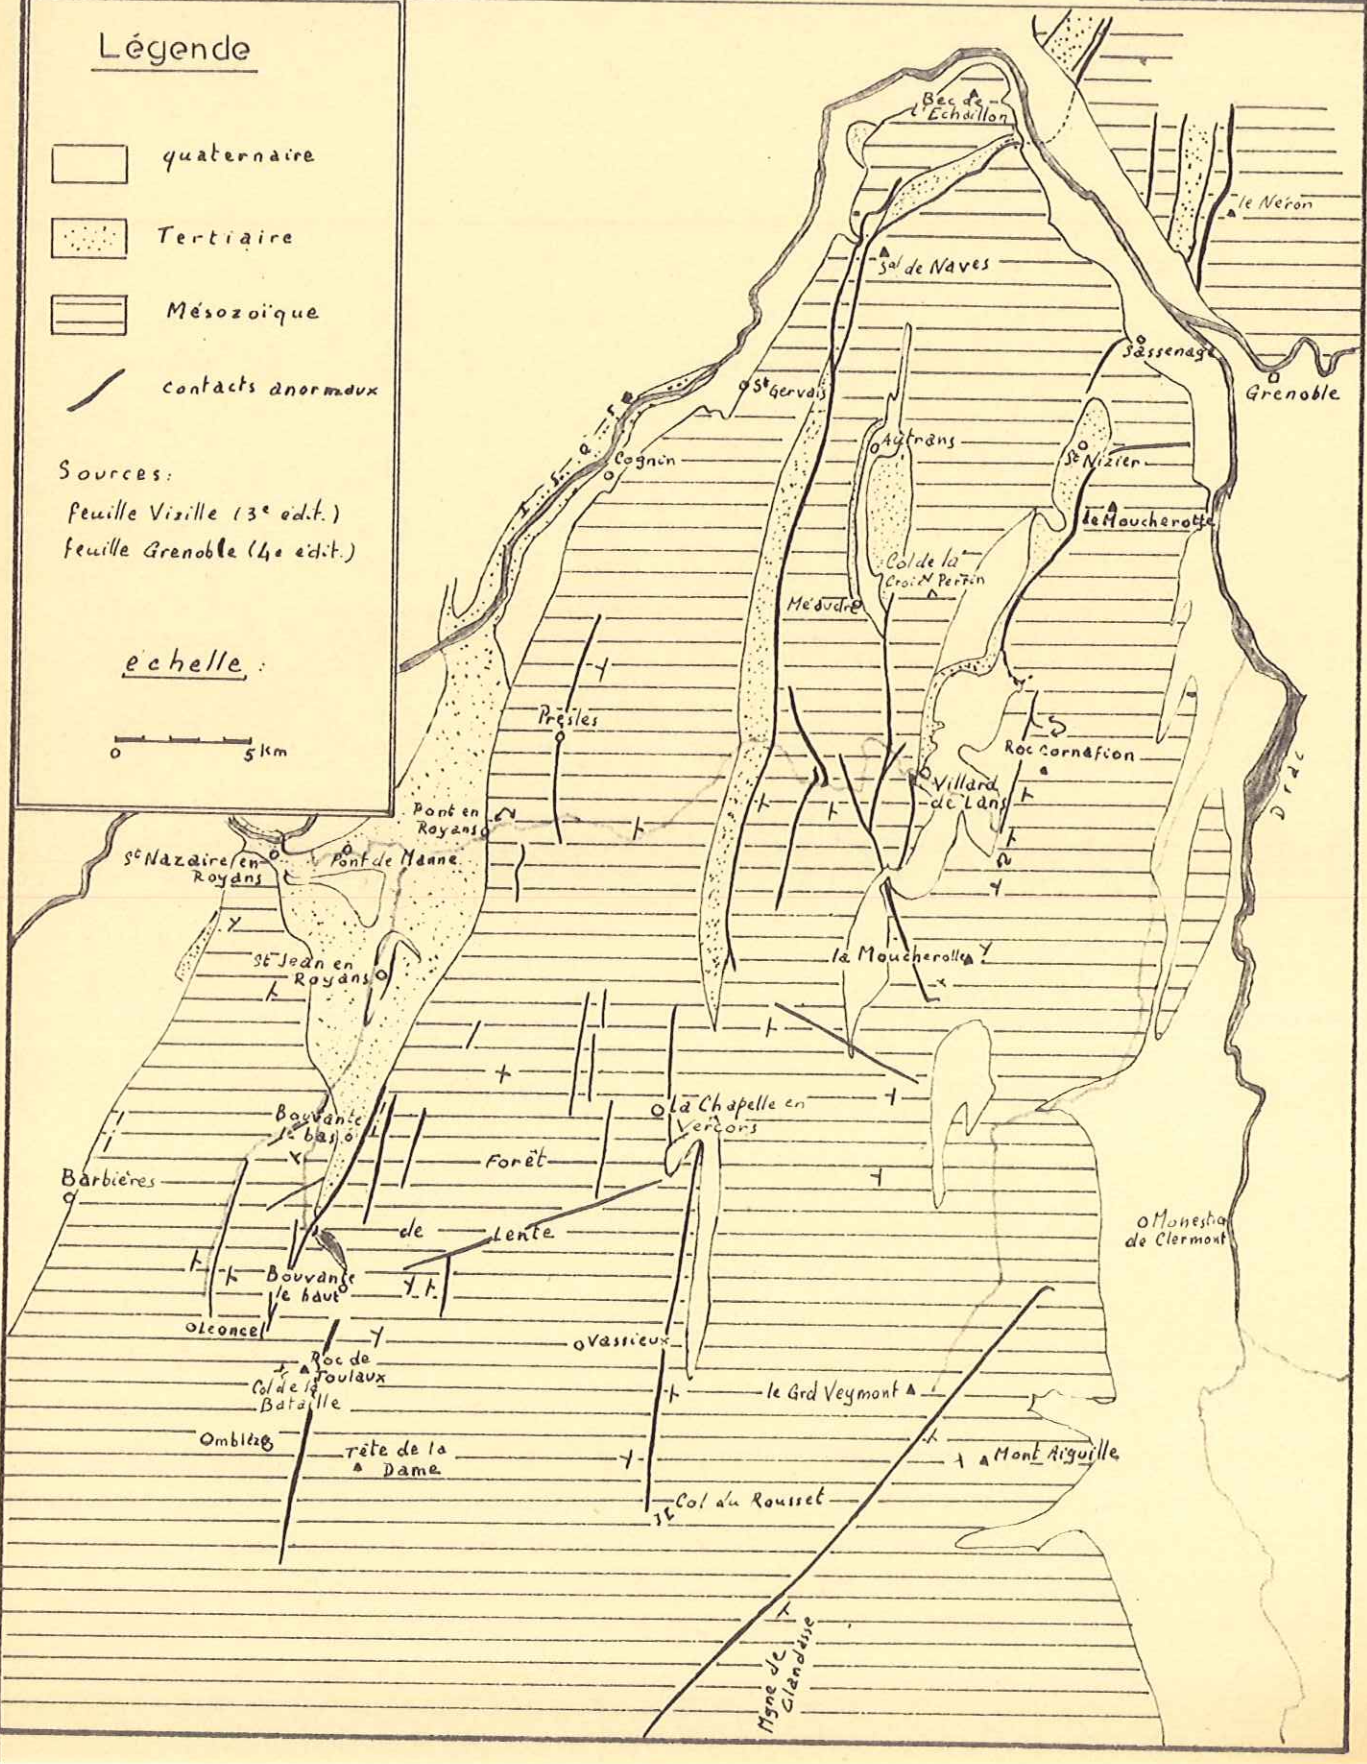 Légende
quaternaire
Tertiaire
Mésozoïque
contacts anormaux
Sources:
feuille Vizille (3e édit.)
feuille Grenoble (4e édit.)
echelle :
0 5 Km
Bec de
l'Echaillon
le Néron
Sal de Naves
Sassenage
Grenoble
St Gervais
Isère
Cognin
Autrans
St Nizier
le Moucherotte
Col de la
Croix Perrin
Méaudre
Presles
Roc Cornafion
Drac
Villard
de Lans
Pont en
Royans
St Nazaire en
Royans
Pont de Manne
St Jean en
Royans
la Moucherolle
Bouvante
le bas
la Chapelle en
Vercors
Barbières
Forêt
de
Lente
Monestier
de Clermont
Bouvante
le haut
Léoncel
Vassieux
Roc de
Toulaux
Col de la
Bataille
le Grd Veymont
Omblèze
Tête de la
Dame
Mont Aiguille
Col du Rousset
Mgne de
Glandasse